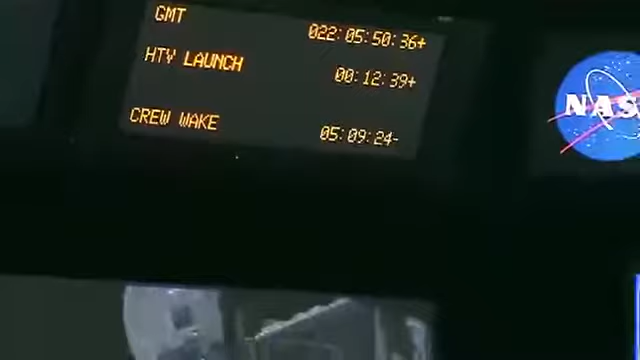 GMT 022:05:50:36+
HTV LAUNCH 00:12:39+
CREW WAKE 05:09:24-
NASA